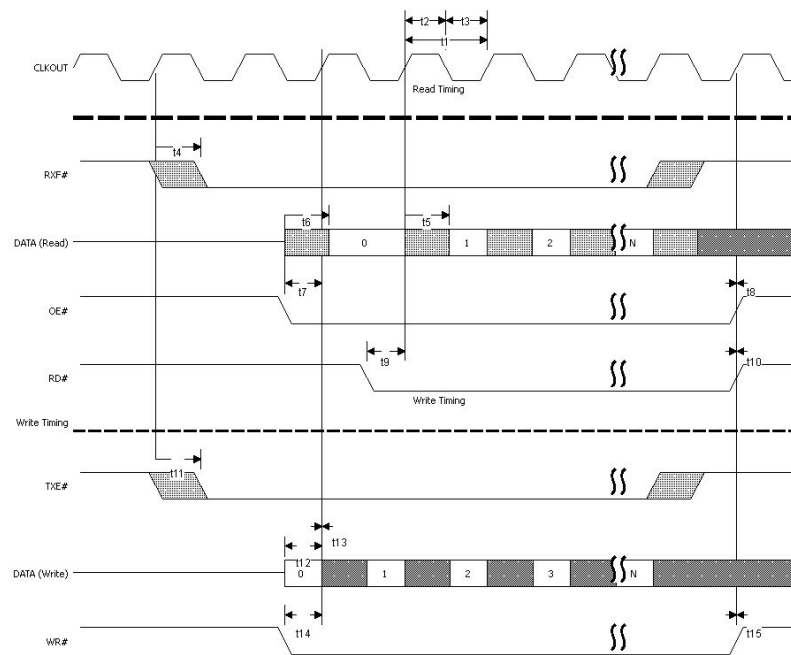 t2 t3
t1
CLKOUT
Read Timing
t4
RXF#
t6 t5
DATA (Read) 0 1 2 N
t7 t8
OE#
t9 t10
RD#
Write Timing
Write Timing
t11
TXE#
t13
t12
DATA (Write) 0 1 2 3 N
t14 t15
WR#